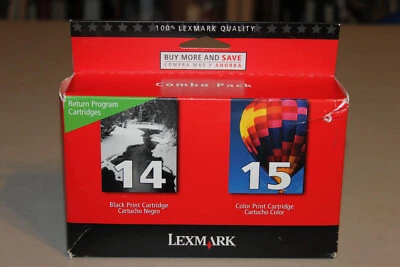 100% LEXMARK QUALITY
BUY MORE AND SAVE
COMPRA MAS Y AHORRA
Combo Pack
Return Program
Cartridges
14
15
Black Print Cartridge
Cartucho Negro
Color Print Cartridge
Cartucho Color
LEXMARK